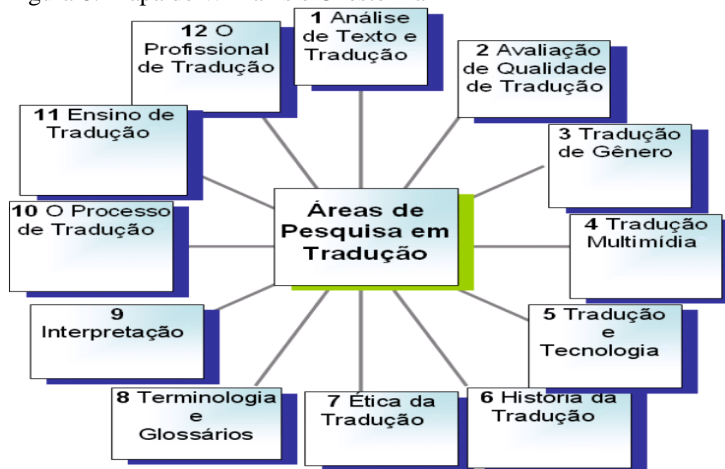 12 O
Profissional
de Tradução
1 Análise
de Texto e
Tradução
2 Avaliação
de Qualidade
de Tradução
3 Tradução
de Gênero
4 Tradução
Multimídia
5 Tradução
e
Tecnologia
6 História da
Tradução
7 Ética da
Tradução
8 Terminologia
e
Glossários
9
Interpretação
10 O Processo
de Tradução
11 Ensino de
Tradução
Áreas de
Pesquisa em
Tradução